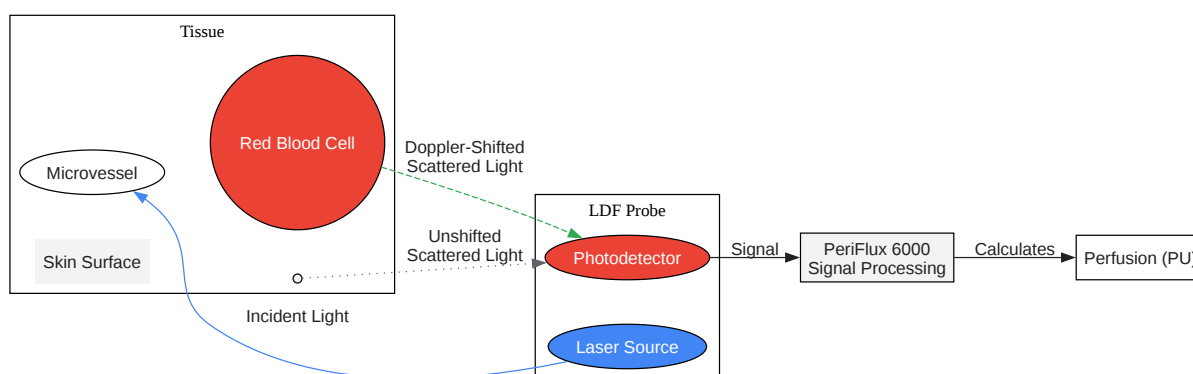 Tissue
Red Blood Cell
Microvessel
Skin Surface
Doppler-Shifted
Scattered Light
Unshifted
Scattered Light
Incident Light
LDF Probe
Photodetector
Laser Source
Signal
PeriFlux 6000
Signal Processing
Calculates
Perfusion (PU)